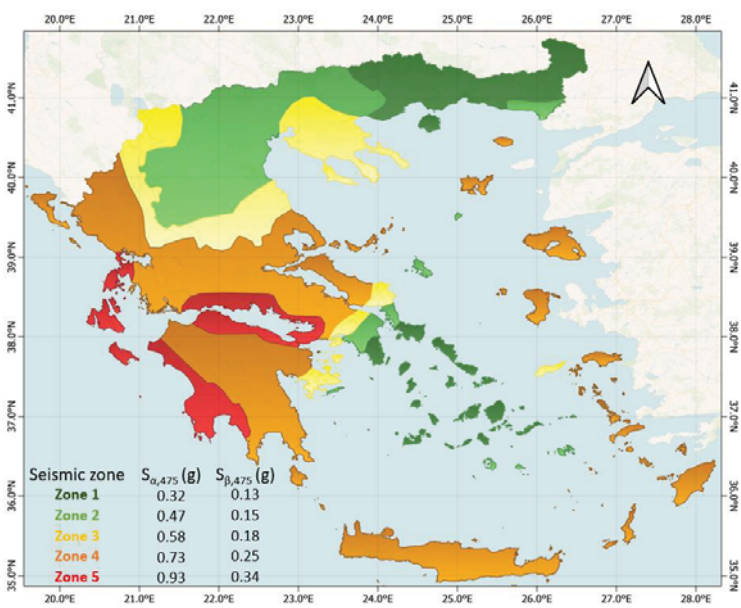 20.0°E 21.0°E 22.0°E 23.0°E 24.0°E 25.0°E 26.0°E 27.0°E 28.0°E
41.0°N 41.0°N
40.0°N 40.0°N
39.0°N 39.0°N
38.0°N 38.0°N
37.0°N 37.0°N
Seismic zone Sα,475 (g) Sβ,475 (g)
Zone 1 0.32 0.13
36.0°N 36.0°N
Zone 2 0.47 0.15
Zone 3 0.58 0.18
Zone 4 0.73 0.25
Zone 5 0.93 0.34
35.0°N 35.0°N
20.0°E 21.0°E 22.0°E 23.0°E 24.0°E 25.0°E 26.0°E 27.0°E 28.0°E